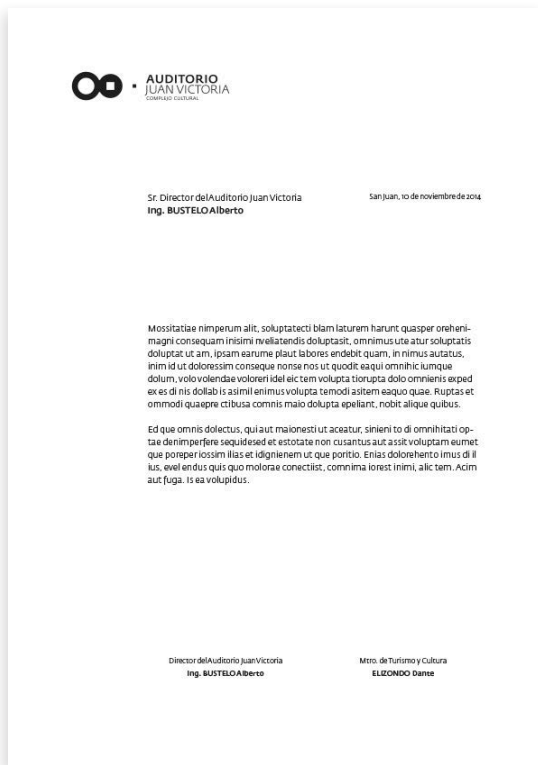 AUDITORIO
JUAN VICTORIA
COMPLEJO CULTURAL
Sr. Director del Auditorio Juan Victoria
San Juan, 10 de noviembre de 2014
Ing. BUSTELO Alberto
Mossitatiae nimperum alit, soluptatecti blam laturem harunt quasper oreheni-
magni consequam inisimi nveliatendis doluptasit, omnimus ute atur soluptatis
doluptat ut am, ipsam earume plaut labores endebit quam, in nimus autatus,
inim id ut doloressim conseque nonse nos ut quodit eaqui omnihic iumque
dolum, volo volendae voloreri idel eic tem volupta tiorupta dolo omnienis exped
ex es di nis dollab is asimil enimus volupta temodi asitem eaquo quae. Ruptas et
ommodi quaepre ctibusa comnis maio dolupta epeliant, nobit alique quibus.
Ed que omnis dolectus, qui aut maionesti ut aceatur, sinieni to di omnihitati op-
tae denimperfere sequidesed et estotate non cusantus aut assit voluptam eumet
que poreper iossim ilias et idignienem ut que poritio. Enias dolorehento imus di il
ius, evel endus quis quo molorae conectiist, comnima iorest inimi, alic tem. Acim
aut fuga. Is ea volupidus.
Director del Auditorio Juan Victoria
Mtro. de Turismo y Cultura
Ing. BUSTELO Alberto
ELIZONDO Dante